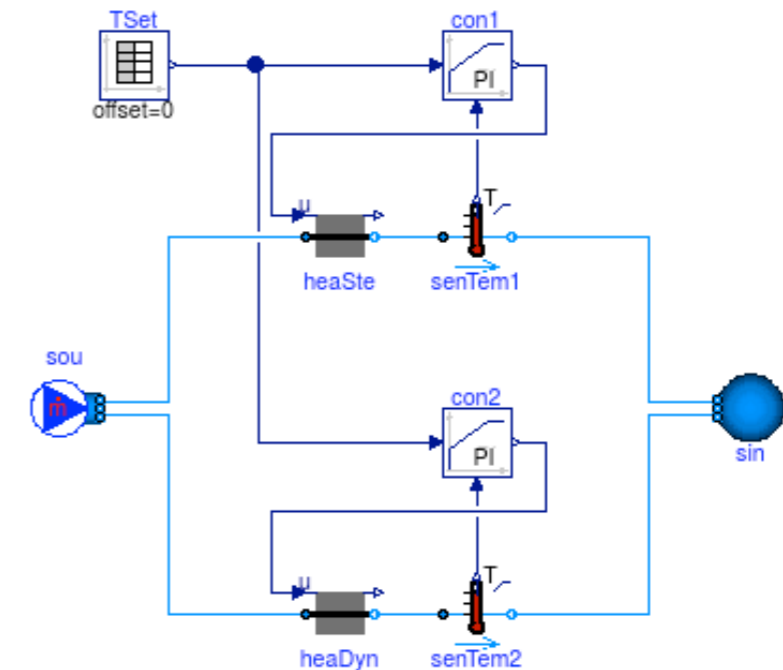 TSet
con1
PI
offset=0
u
T
heaSte
senTem1
sou
ṁ
con2
PI
sin
u
T
heaDyn
senTem2